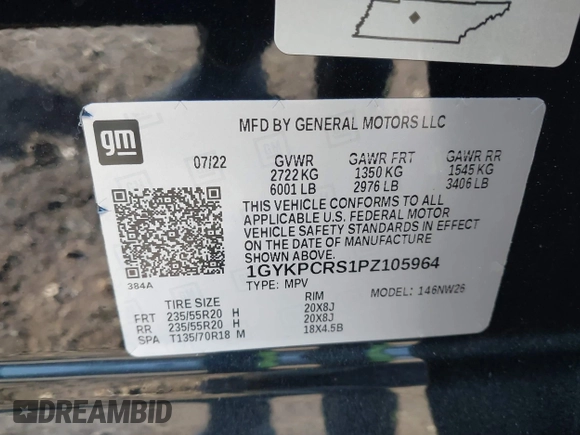 gm
MFD BY GENERAL MOTORS LLC
07/22 GVWR GAWR FRT GAWR RR
2722 KG 1350 KG 1545 KG
6001 LB 2976 LB 3406 LB
THIS VEHICLE CONFORMS TO ALL
APPLICABLE U.S. FEDERAL MOTOR
VEHICLE SAFETY STANDARDS IN EFFECT
ON THE DATE OF MANUFACTURE
SHOWN ABOVE.
1GYKPCRS1PZ105964
384A
TYPE: MPV MODEL: 146NW26
TIRE SIZE RIM
FRT 235/55R20 H 20X8J
RR 235/55R20 H 20X8J
SPA T135/70R18 M 18X4.5B
DREAMBID